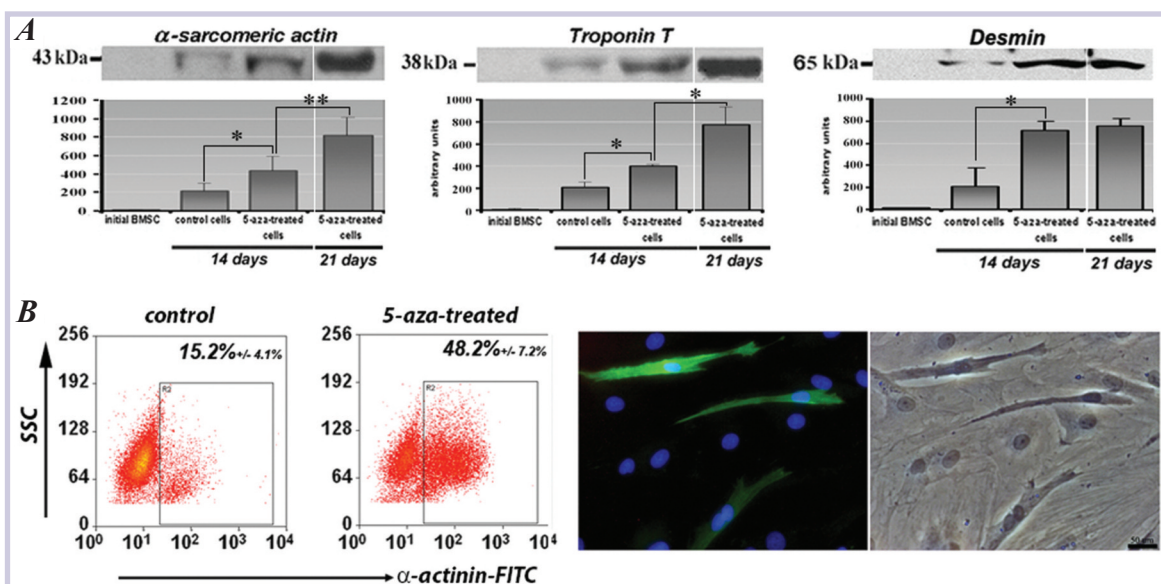 A
α-sarcomeric actin
43 kDa
1200
1000
800
600
400
200
*
**
initial BMSC
control cells
5-aza-treated
cells
5-aza-treated
cells
14 days
21 days
Troponin T
38kDa
arbitrary units
1000
800
600
400
200
0
*
*
initial BMSC
control cells
5-aza-treated
cells
5-aza-treated
cells
14 days
21 days
Desmin
65 kDa
arbitrary units
1000
800
600
400
200
0
*
initial BMSC
control cells
5-aza-treated
cells
5-aza-treated
cells
14 days
21 days
B
control
15.2%+/- 4.1%
R2
SSC
256
192
128
64
0
10⁰ 10¹ 10² 10³ 10⁴
5-aza-treated
48.2%+/- 7.2%
R2
256
192
128
64
0
10⁰ 10¹ 10² 10³ 10⁴
α-actinin-FITC
50 µm